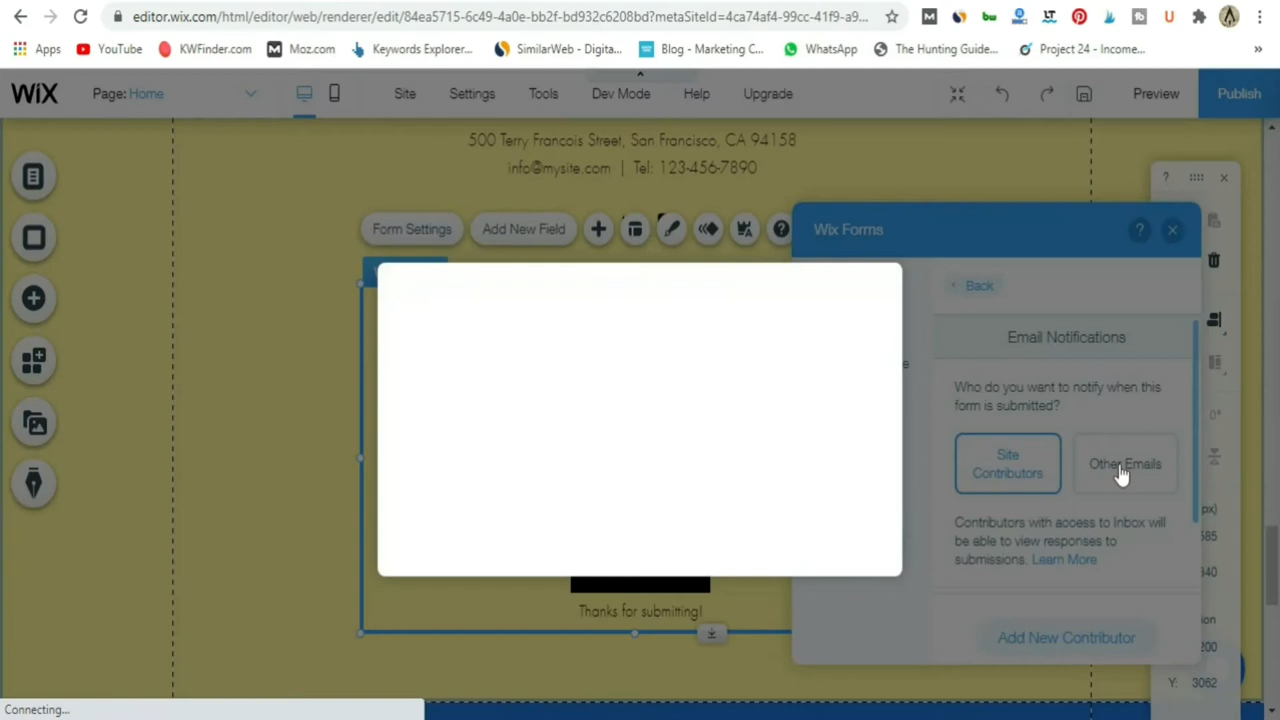 editor.wix.com/html/editor/web/renderer/edit/84ea5715-6c49-4a0e-bb2f-bd932c6208bd?metaSiteId=4ca74af4-99cc-41f9-a9...
Apps YouTube KWFinder.com Moz.com Keywords Explorer... SimilarWeb - Digita... Blog - Marketing C... WhatsApp The Hunting Guide... Project 24 - Income... »
WiX Page: Home Site Settings Tools Dev Mode Help Upgrade Preview Publish
500 Terry Francois Street, San Francisco, CA 94158
info@mysite.com | Tel: 123-456-7890
Form Settings Add New Field
Wix Forms
Back
Email Notifications
Who do you want to notify when this
form is submitted?
Site
Contributors
Other Emails
Contributors with access to Inbox will
be able to view responses to
submissions. Learn More
Thanks for submitting!
Add New Contributor
px)
585
340
ion
200
Y: 3062
Connecting...